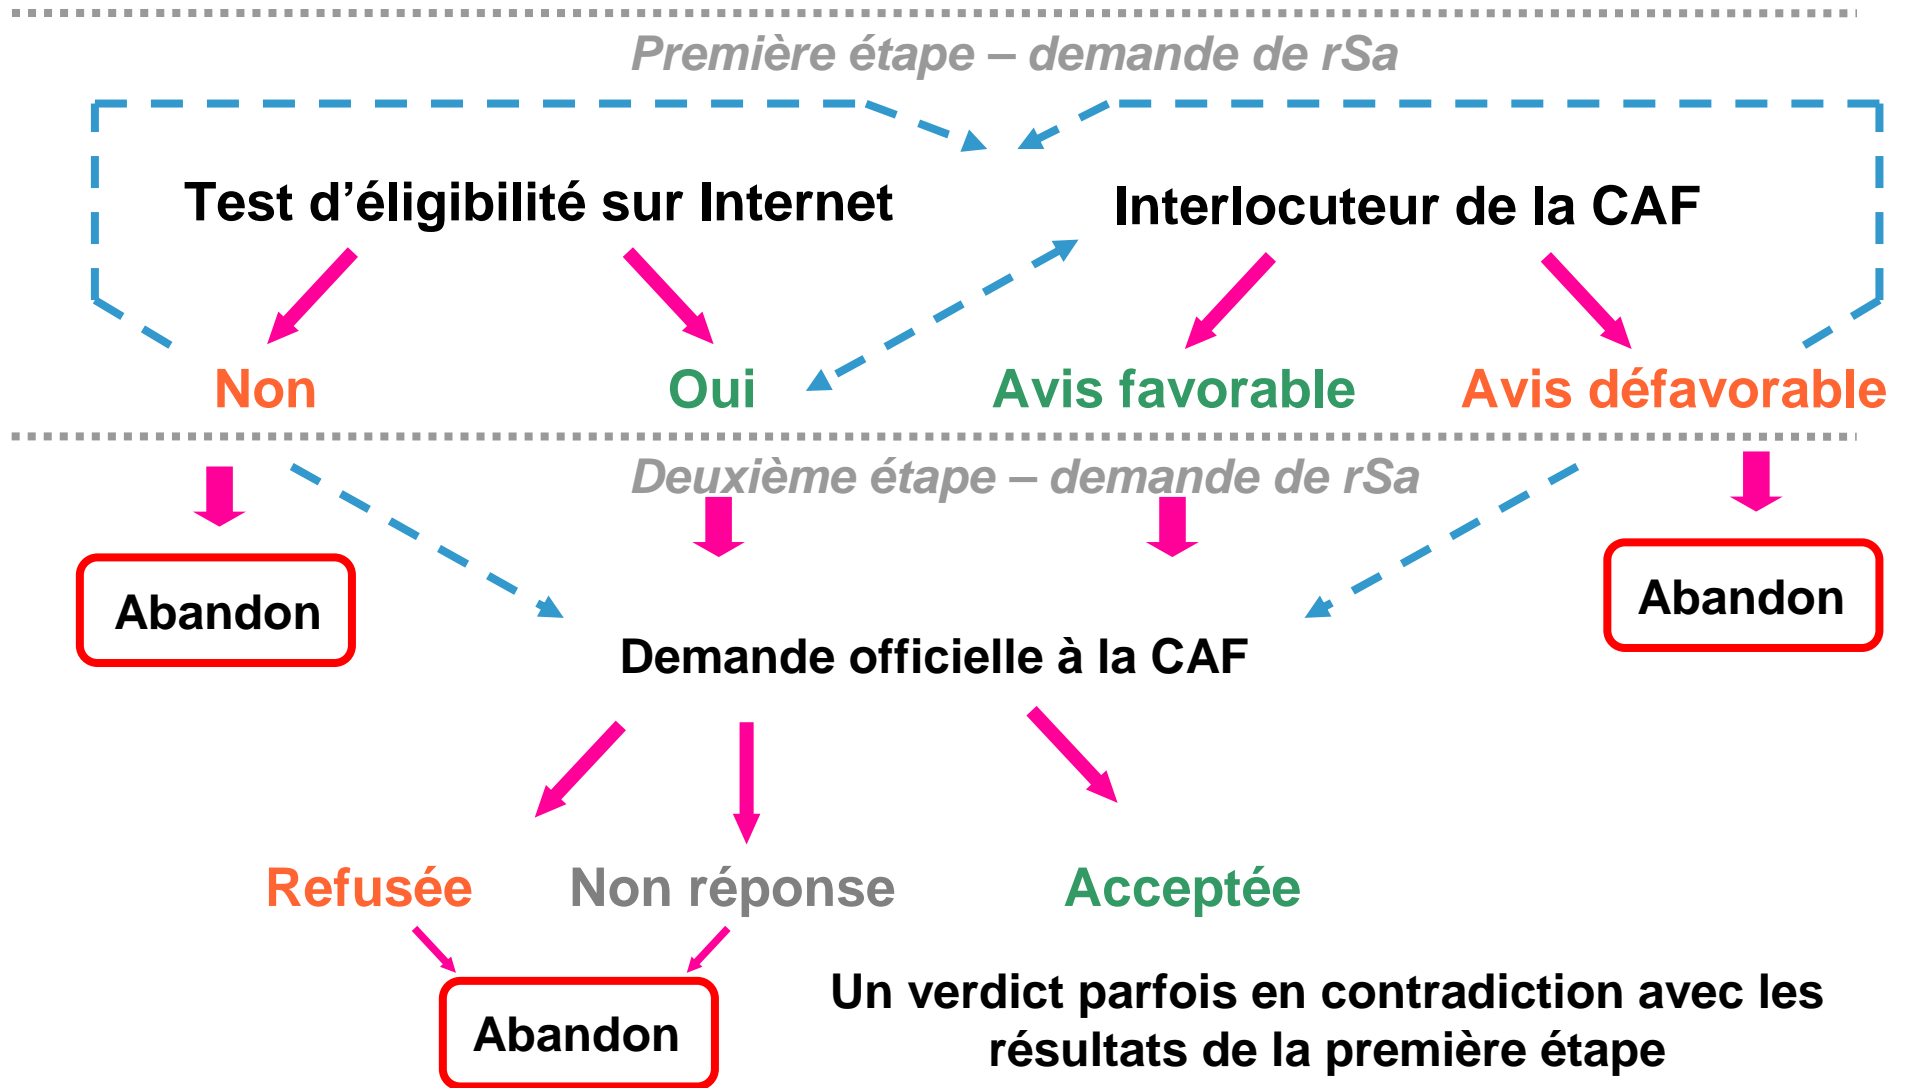 Première étape – demande de rSa
Test d’éligibilité sur Internet
Interlocuteur de la CAF
Non
Oui
Avis favorable
Avis défavorable
Deuxième étape – demande de rSa
Abandon
Abandon
Demande officielle à la CAF
Refusée
Non réponse
Acceptée
Abandon
Un verdict parfois en contradiction avec les
résultats de la première étape